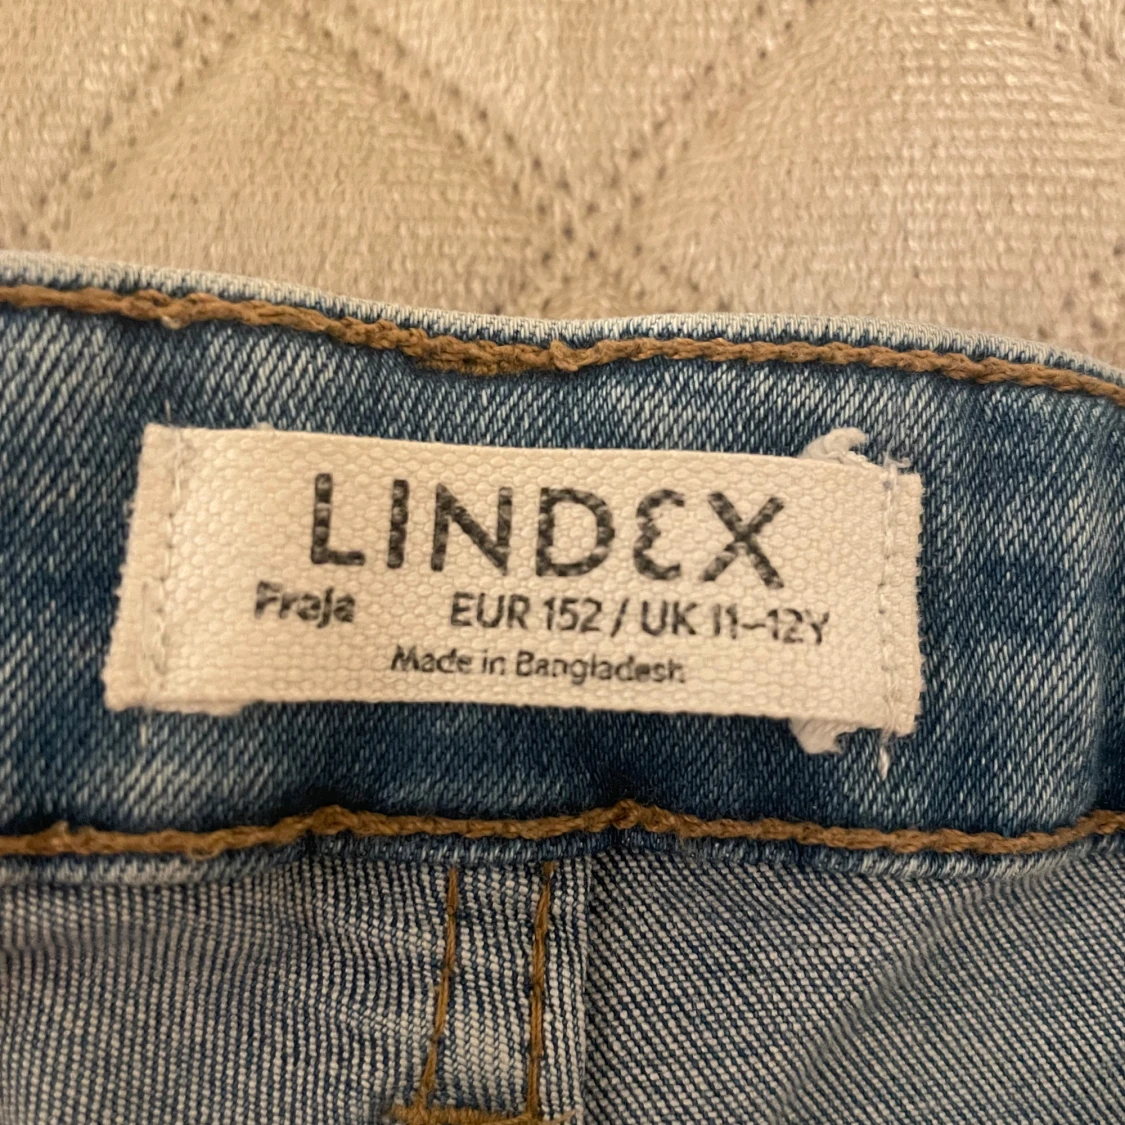 LINDEX
Fraja EUR 152 / UK 11-12Y
Made in Bangladesh